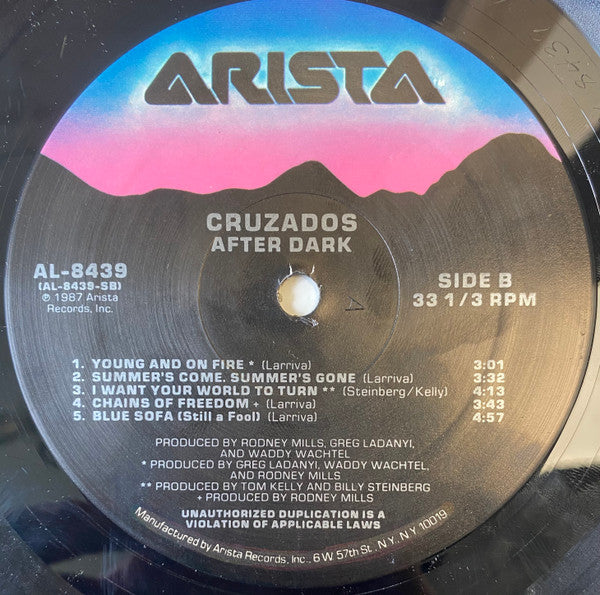 ARISTA
CRUZADOS
AFTER DARK
AL-8439
(AL-8439-SB)
℗ 1987 Arista
Records, Inc.
SIDE B
33 1/3 RPM
1. YOUNG AND ON FIRE * (Larriva) 3:01
2. SUMMER'S COME, SUMMER'S GONE (Larriva) 3:32
3. I WANT YOUR WORLD TO TURN ** (Steinberg/Kelly) 4:13
4. CHAINS OF FREEDOM + (Larriva) 3:43
5. BLUE SOFA (Still a Fool) (Larriva) 4:57
PRODUCED BY RODNEY MILLS, GREG LADANYI,
AND WADDY WACHTEL
* PRODUCED BY GREG LADANYI, WADDY WACHTEL,
AND RODNEY MILLS
** PRODUCED BY TOM KELLY AND BILLY STEINBERG
+ PRODUCED BY RODNEY MILLS
UNAUTHORIZED DUPLICATION IS A
VIOLATION OF APPLICABLE LAWS
Manufactured by Arista Records, Inc., 6 W. 57th St., N.Y., N.Y. 10019